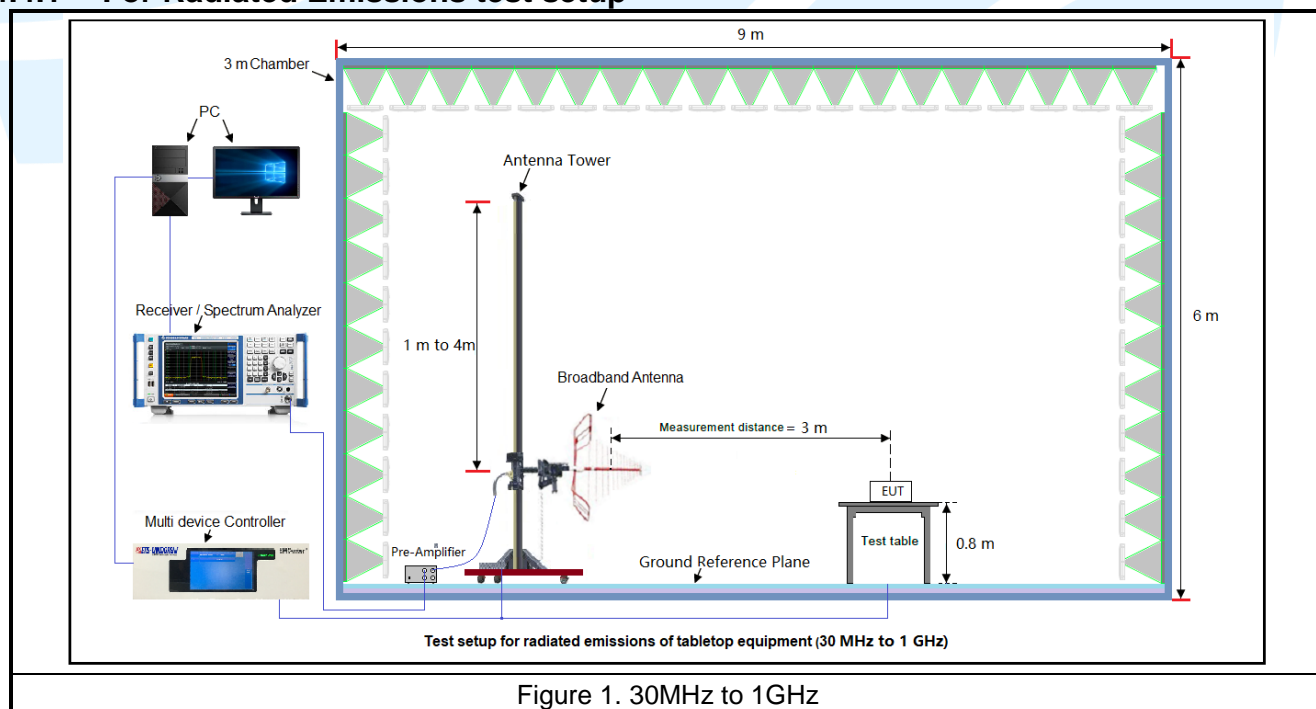 For Radiated Emissions test setup
9 m
3 m Chamber
PC
Antenna Tower
Receiver / Spectrum Analyzer
6 m
1 m to 4m
Broadband Antenna
Measurement distance = 3 m
EUT
Multi device Controller
Test table
0.8 m
Pre-Amplifier
Ground Reference Plane
Test setup for radiated emissions of tabletop equipment (30 MHz to 1 GHz)
Figure 1. 30MHz to 1GHz